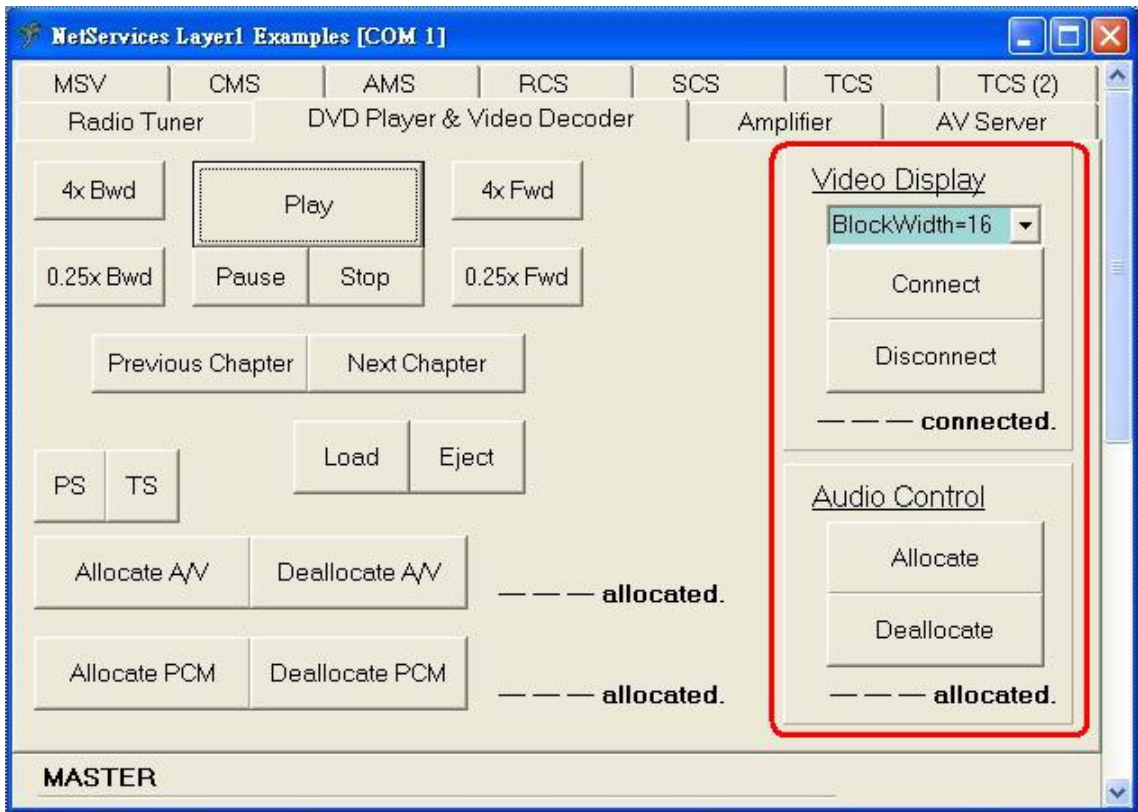 NetServices Layer1 Examples [COM 1]
MSV CMS AMS RCS SCS TCS TCS (2)
Radio Tuner DVD Player & Video Decoder Amplifier AV Server
4x Bwd Play 4x Fwd
0.25x Bwd Pause Stop 0.25x Fwd
Previous Chapter Next Chapter
Load Eject
PS TS
Allocate A/V Deallocate A/V — — — allocated.
Allocate PCM Deallocate PCM — — — allocated.
Video Display
BlockWidth=16
Connect
Disconnect
— — — connected.
Audio Control
Allocate
Deallocate
— — — allocated.
MASTER